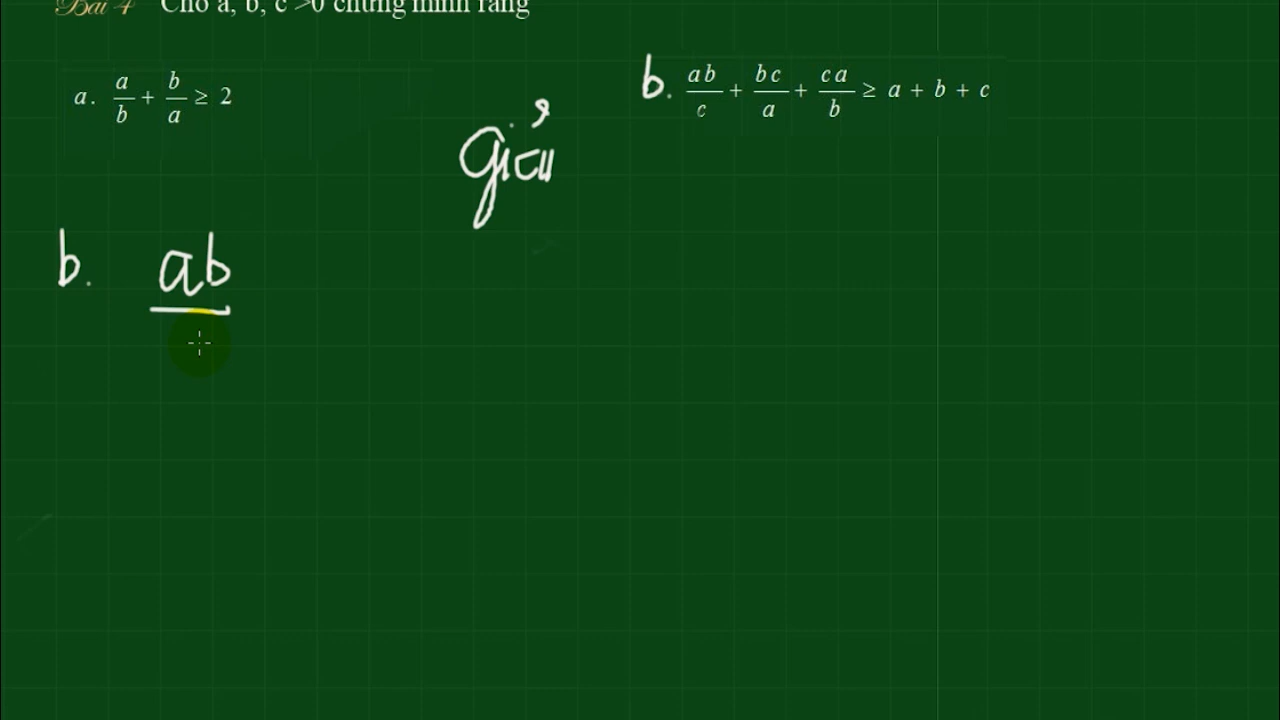 Bài 4 Cho a, b, c >0 chứng minh rằng
a. a/b + b/a ≥ 2
b. ab/c + bc/a + ca/b ≥ a + b + c
giải
b. ab